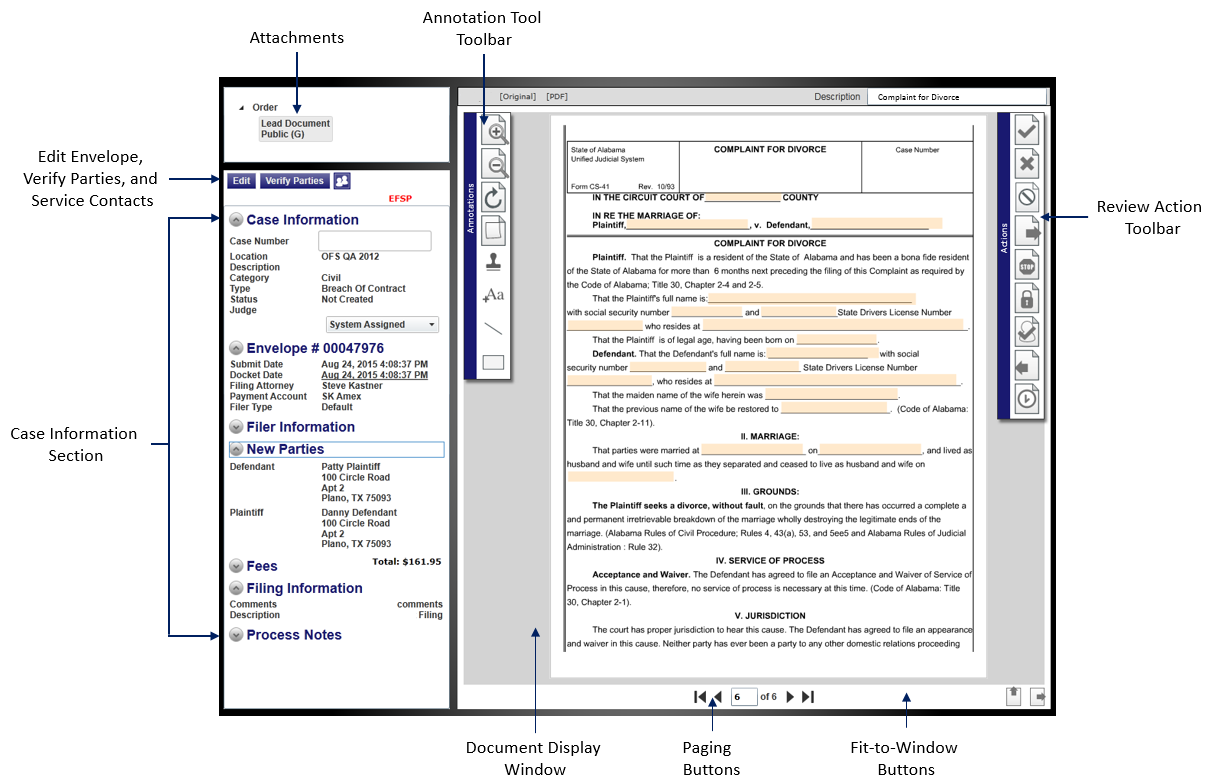 Attachments
Annotation Tool
Toolbar
Edit Envelope,
Verify Parties, and
Service Contacts
Case Information
Section
Order
Lead Document
Public (G)
Edit
Verify Parties
EFSP
Case Information
Case Number
Location OFS QA 2012
Description
Category Civil
Type Breach Of Contract
Status Not Created
Judge
System Assigned
Envelope # 00047976
Submit Date Aug 24, 2015 4:08:37 PM
Docket Date Aug 24, 2015 4:08:37 PM
Filing Attorney Steve Kastner
Payment Account SK Amex
Filer Type Default
Filer Information
New Parties
Defendant Patty Plaintiff
100 Circle Road
Apt 2
Plano, TX 75093
Plaintiff Danny Defendant
100 Circle Road
Apt 2
Plano, TX 75093
Fees Total: $161.95
Filing Information
Comments comments
Description Filing
Process Notes
[Original] [PDF] Description Complaint for Divorce
Annotations
+Aa
State of Alabama
Unified Judicial System
Form CS-41 Rev. 10/93
COMPLAINT FOR DIVORCE
Case Number
IN THE CIRCUIT COURT OF COUNTY
IN RE THE MARRIAGE OF:
Plaintiff, , v. Defendant,
COMPLAINT FOR DIVORCE
Plaintiff. That the Plaintiff is a resident of the State of Alabama and has been a bona fide resident
of the State of Alabama for more than 6 months next preceding the filing of this Complaint as required by
the Code of Alabama; Title 30, Chapter 2-4 and 2-5.
That the Plaintiff's full name is:
with social security number and State Drivers License Number
who resides at .
That the Plaintiff is of legal age, having been born on .
Defendant. That the Defendant's full name is: with social
security number and State Drivers License Number
, who resides at .
That the maiden name of the wife herein was .
That the previous name of the wife be restored to . (Code of Alabama:
Title 30, Chapter 2-11).
II. MARRIAGE:
That parties were married at on , and lived as
husband and wife until such time as they separated and ceased to live as husband and wife on
.
III. GROUNDS:
The Plaintiff seeks a divorce, without fault, on the grounds that there has occurred a complete a
and permanent irretrievable breakdown of the marriage wholly destroying the legitimate ends of the
marriage. (Alabama Rules of Civil Procedure; Rules 4, 43(a), 53, and 5ee5 and Alabama Rules of Judicial
Administration : Rule 32).
IV. SERVICE OF PROCESS
Acceptance and Waiver. The Defendant has agreed to file an Acceptance and Waiver of Service of
Process in this cause, therefore, no service of process is necessary at this time. (Code of Alabama: Title
30, Chapter 2-1).
V. JURISDICTION
The court has proper jurisdiction to hear this cause. The Defendant has agreed to file an appearance
and waiver in this cause. Neither party has ever been a party to any other domestic relations proceeding
6 of 6
Actions
STOP
Review Action
Toolbar
Document Display
Window
Paging
Buttons
Fit-to-Window
Buttons